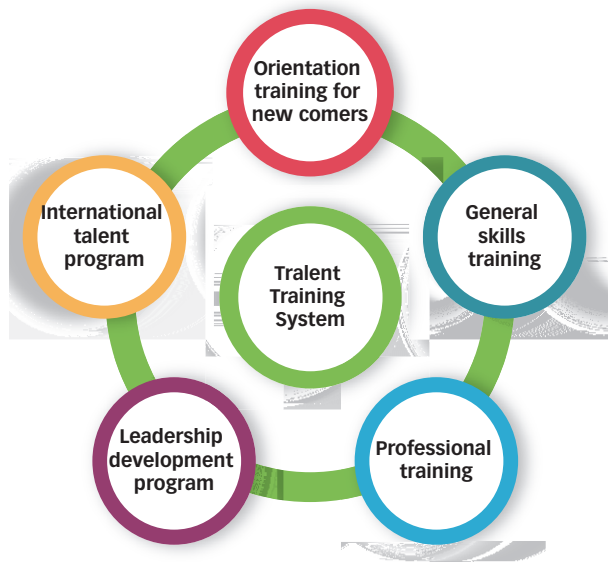 Orientation
training for
new comers
General
skills
training
Professional
training
Leadership
development
program
International
talent
program
Tralent
Training
System